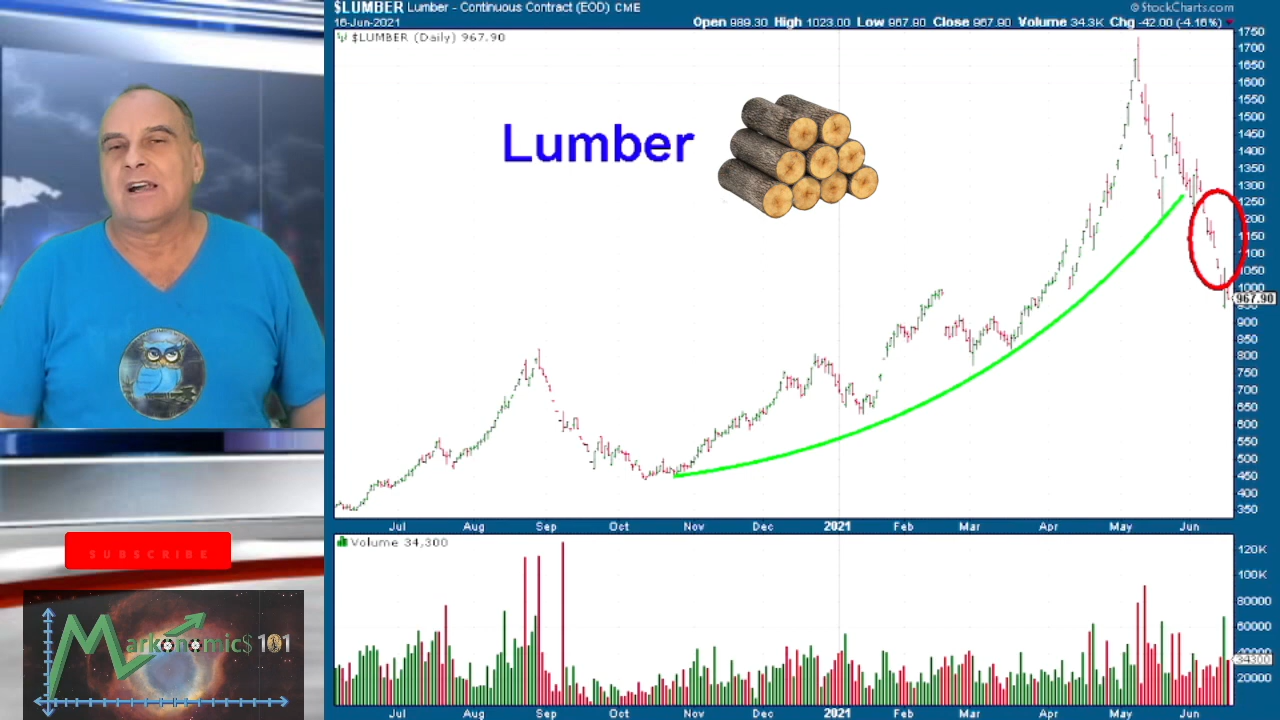 $LUMBER Lumber - Continuous Contract (EOD) CME
© StockCharts.com
16-Jun-2021
Open 989.30 High 1023.00 Low 967.90 Close 967.90 Volume 34.3K Chg -42.00 (-4.16%)
$LUMBER (Daily) 967.90
Lumber
1750
1700
1650
1600
1550
1500
1450
1400
1350
1300
1250
1200
1150
1100
1050
1000
967.90
900
850
800
750
700
650
600
550
500
450
400
350
Jul Aug Sep Oct Nov Dec 2021 Feb Mar Apr May Jun
Volume 34,300
120K
100K
80000
60000
34300
20000
Jul Aug Sep Oct Nov Dec 2021 Feb Mar Apr May Jun
SUBSCRIBE
Markonomic$ 101